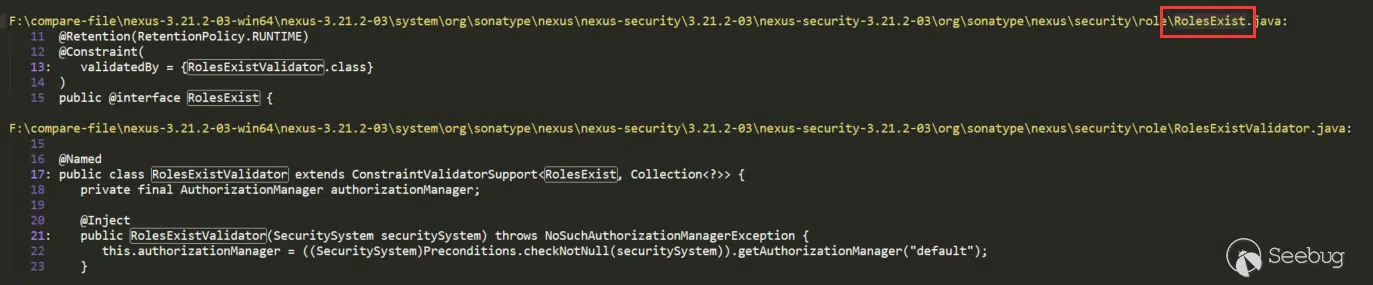 F:\compare-file\nexus-3.21.2-03-win64\nexus-3.21.2-03\system\org\sonatype\nexus\nexus-security\3.21.2-03\nexus-security-3.21.2-03\org\sonatype\nexus\security\role\RolesExist.java:
11 @Retention(RetentionPolicy.RUNTIME)
12 @Constraint(
13: validatedBy = {RolesExistValidator.class}
14 )
15 public @interface RolesExist {
F:\compare-file\nexus-3.21.2-03-win64\nexus-3.21.2-03\system\org\sonatype\nexus\nexus-security\3.21.2-03\nexus-security-3.21.2-03\org\sonatype\nexus\security\role\RolesExistValidator.java:
15
16 @Named
17: public class RolesExistValidator extends ConstraintValidatorSupport<RolesExist, Collection<?>> {
18 private final AuthorizationManager authorizationManager;
19
20 @Inject
21: public RolesExistValidator(SecuritySystem securitySystem) throws NoSuchAuthorizationManagerException {
22 this.authorizationManager = ((SecuritySystem)Preconditions.checkNotNull(securitySystem)).getAuthorizationManager("default");
23 }
Seebug